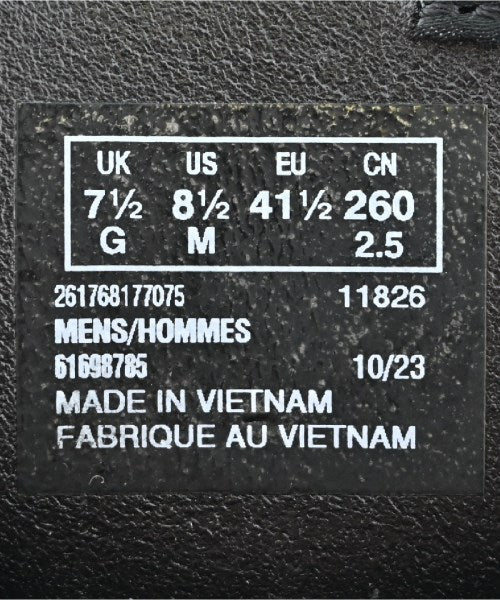 UK US EU CN
7½ 8½ 41½ 260
G M 2.5
261768177075 11826
MENS/HOMMES
61698785 10/23
MADE IN VIETNAM
FABRIQUE AU VIETNAM